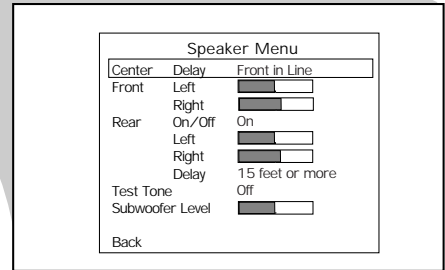 Speaker Menu
Center Delay Front in Line
Front Left
Right
Rear On/Off On
Left
Right
Delay 15 feet or more
Test Tone Off
Subwoofer Level
Back